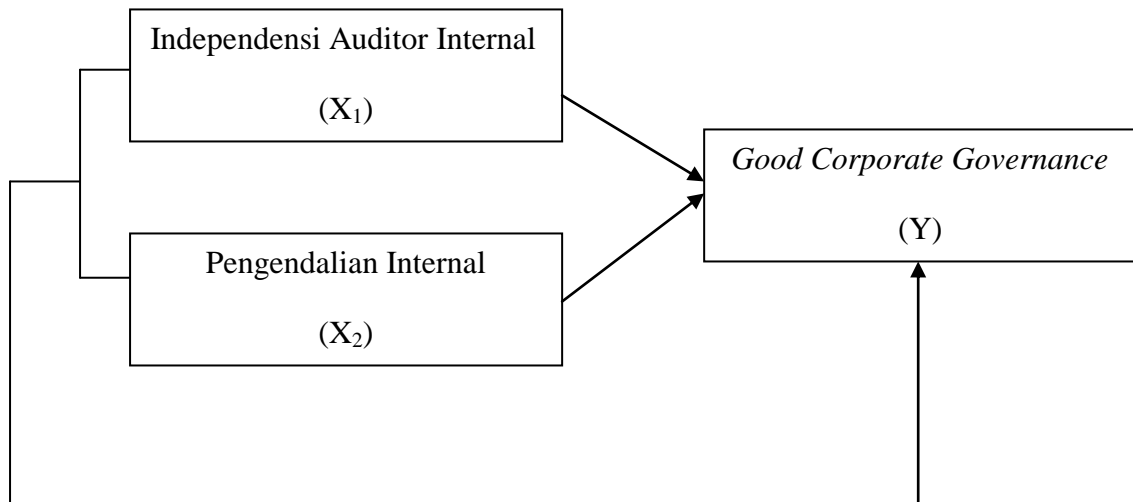 Independensi Auditor Internal
(X₁)
Good Corporate Governance
(Y)
Pengendalian Internal
(X₂)